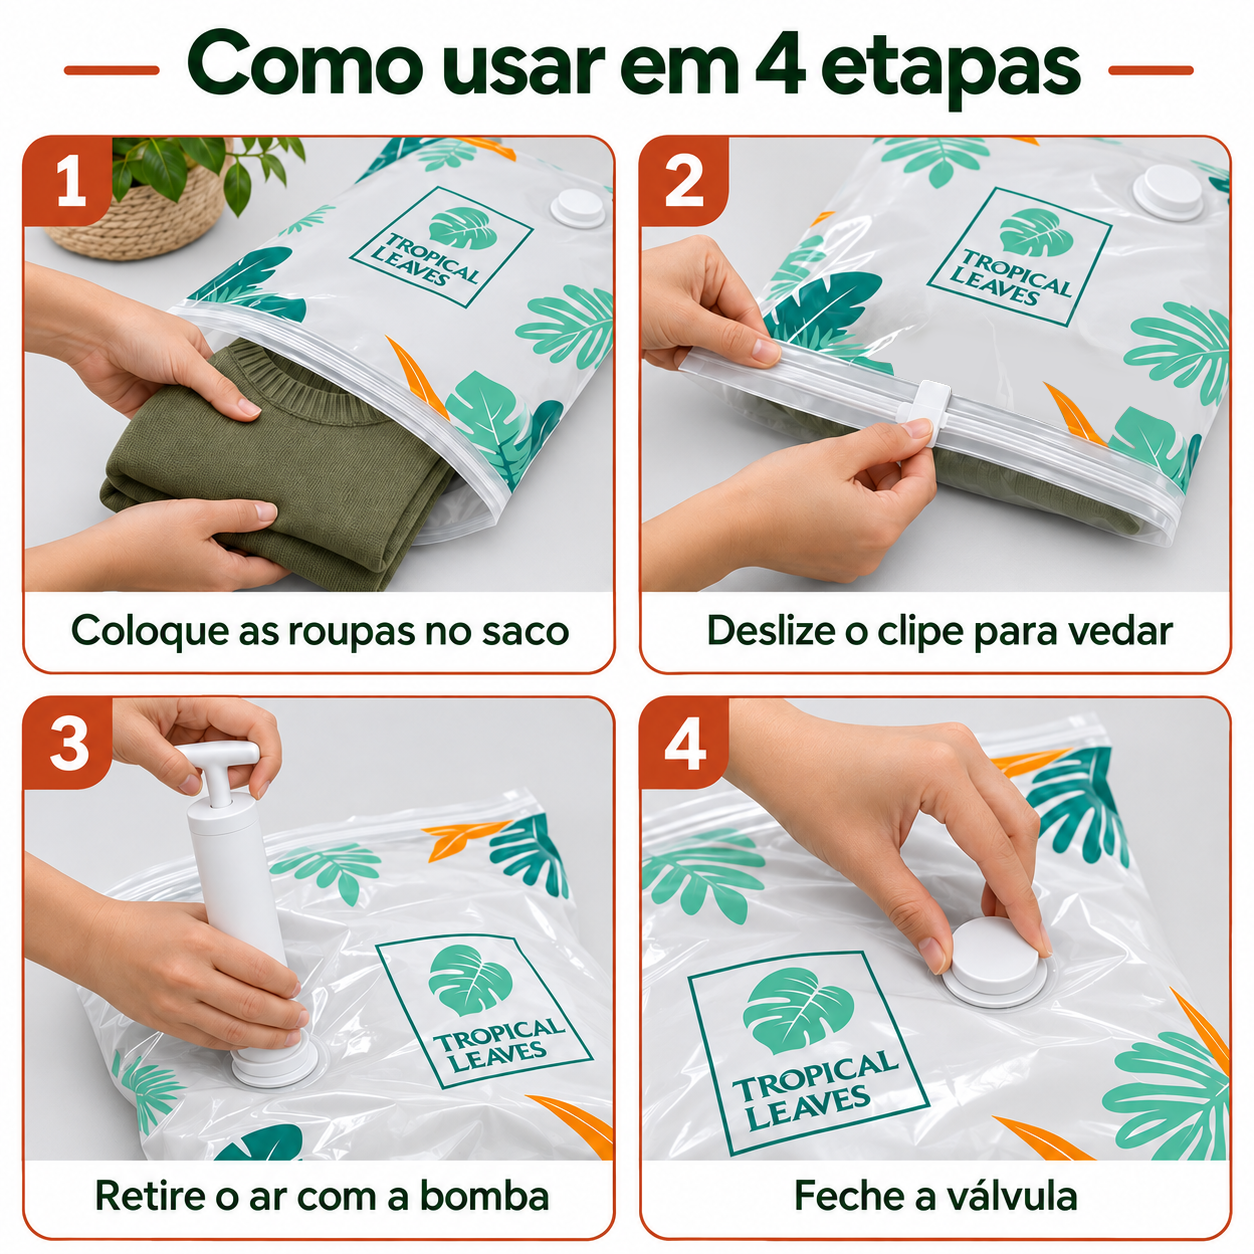 Como usar em 4 etapas
1
TROPICAL
LEAVES
Coloque as roupas no saco
2
TROPICAL
LEAVES
Deslize o clipe para vedar
3
TROPICAL
LEAVES
Retire o ar com a bomba
4
TROPICAL
LEAVES
Feche a válvula